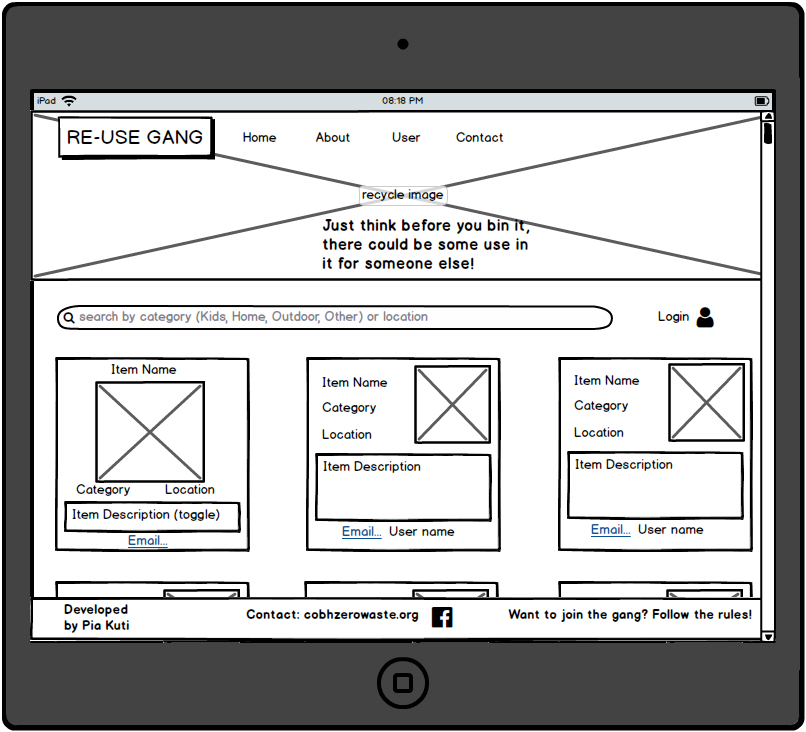 iPad 08:18 PM
RE-USE GANG Home About User Contact
recycle image
Just think before you bin it,
there could be some use in
it for someone else!
search by category (Kids, Home, Outdoor, Other) or location
Login
Item Name
Category Location
Item Description (toggle)
Email...
Item Name
Category
Location
Item Description
Email... User name
Item Name
Category
Location
Item Description
Email... User name
Developed
by Pia Kuti
Contact: cobhzerowaste.org
Want to join the gang? Follow the rules!